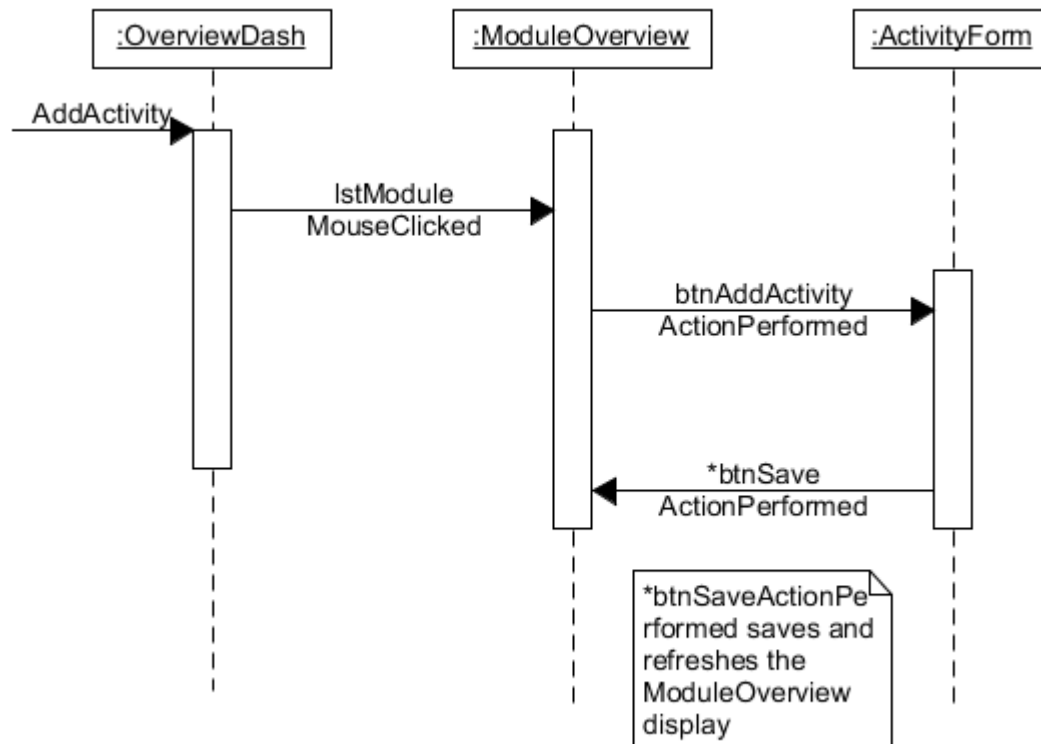 :OverviewDash
:ModuleOverview
:ActivityForm
AddActivity
lstModule
MouseClicked
btnAddActivity
ActionPerformed
*btnSave
ActionPerformed
*btnSaveActionPe
rformed saves and
refreshes the
ModuleOverview
display